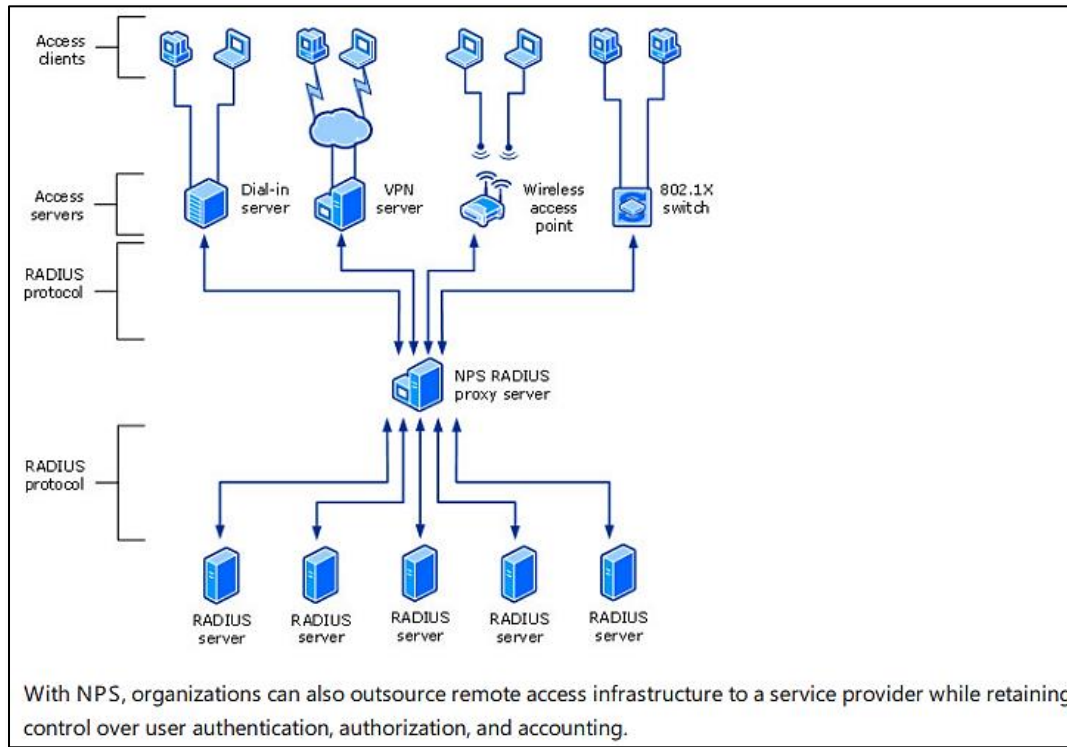 Access
clients
Access
servers
Dial-in
server
VPN
server
Wireless
access
point
802.1X
switch
RADIUS
protocol
NPS RADIUS
proxy server
RADIUS
protocol
RADIUS
server
RADIUS
server
RADIUS
server
RADIUS
server
RADIUS
server
With NPS, organizations can also outsource remote access infrastructure to a service provider while retaining
control over user authentication, authorization, and accounting.